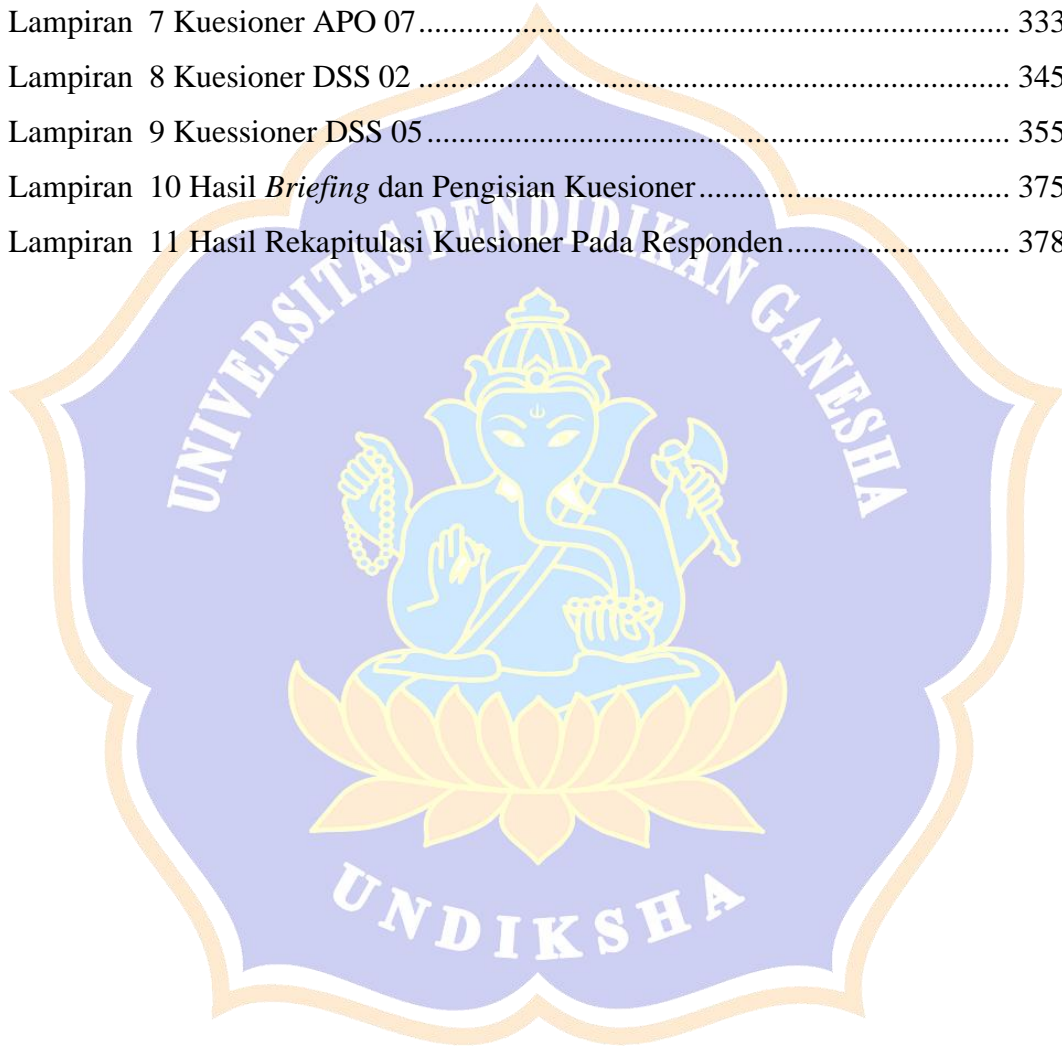 Lampiran  7 Kuesioner APO 07.......................................................................... 333
Lampiran  8 Kuesioner DSS 02 .......................................................................... 345
Lampiran  9 Kuessioner DSS 05......................................................................... 355
Lampiran  10 Hasil Briefing dan Pengisian Kuesioner....................................... 375
Lampiran  11 Hasil Rekapitulasi Kuesioner Pada Responden............................ 378
UNIVERSITAS PENDIDIKAN GANESHA
UNDIKSHA